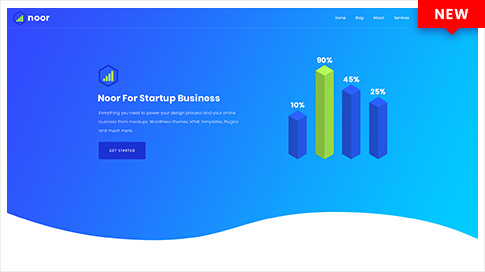 NEW
noor
Home Blog About Services
90%
45%
25%
10%
Noor For Startup Business
Everything you need to power your design process and your online
business from mockups, WordPress themes, HTML templates, Plugins
and much more.
GET STARTED